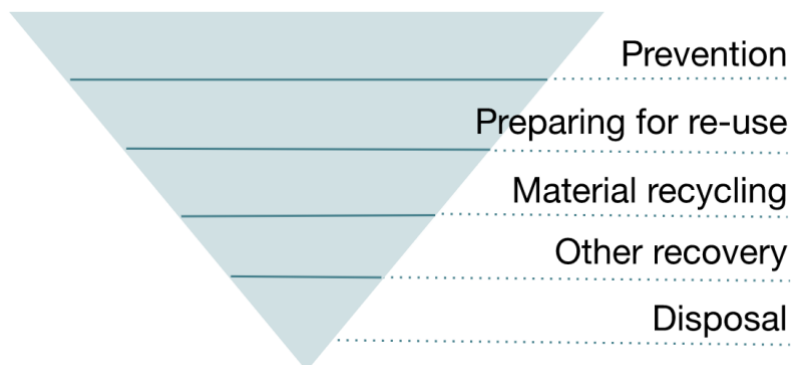 Prevention
Preparing for re-use
Material recycling
Other recovery
Disposal